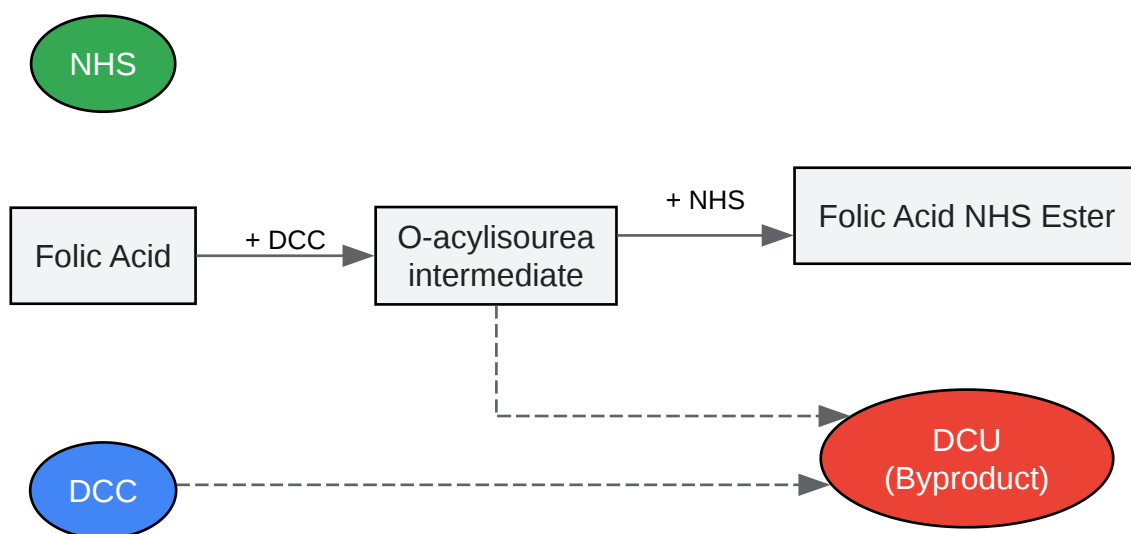 NHS
+ NHS
Folic Acid NHS Ester
Folic Acid
+ DCC
O-acylisourea
intermediate
DCC
DCU
(Byproduct)